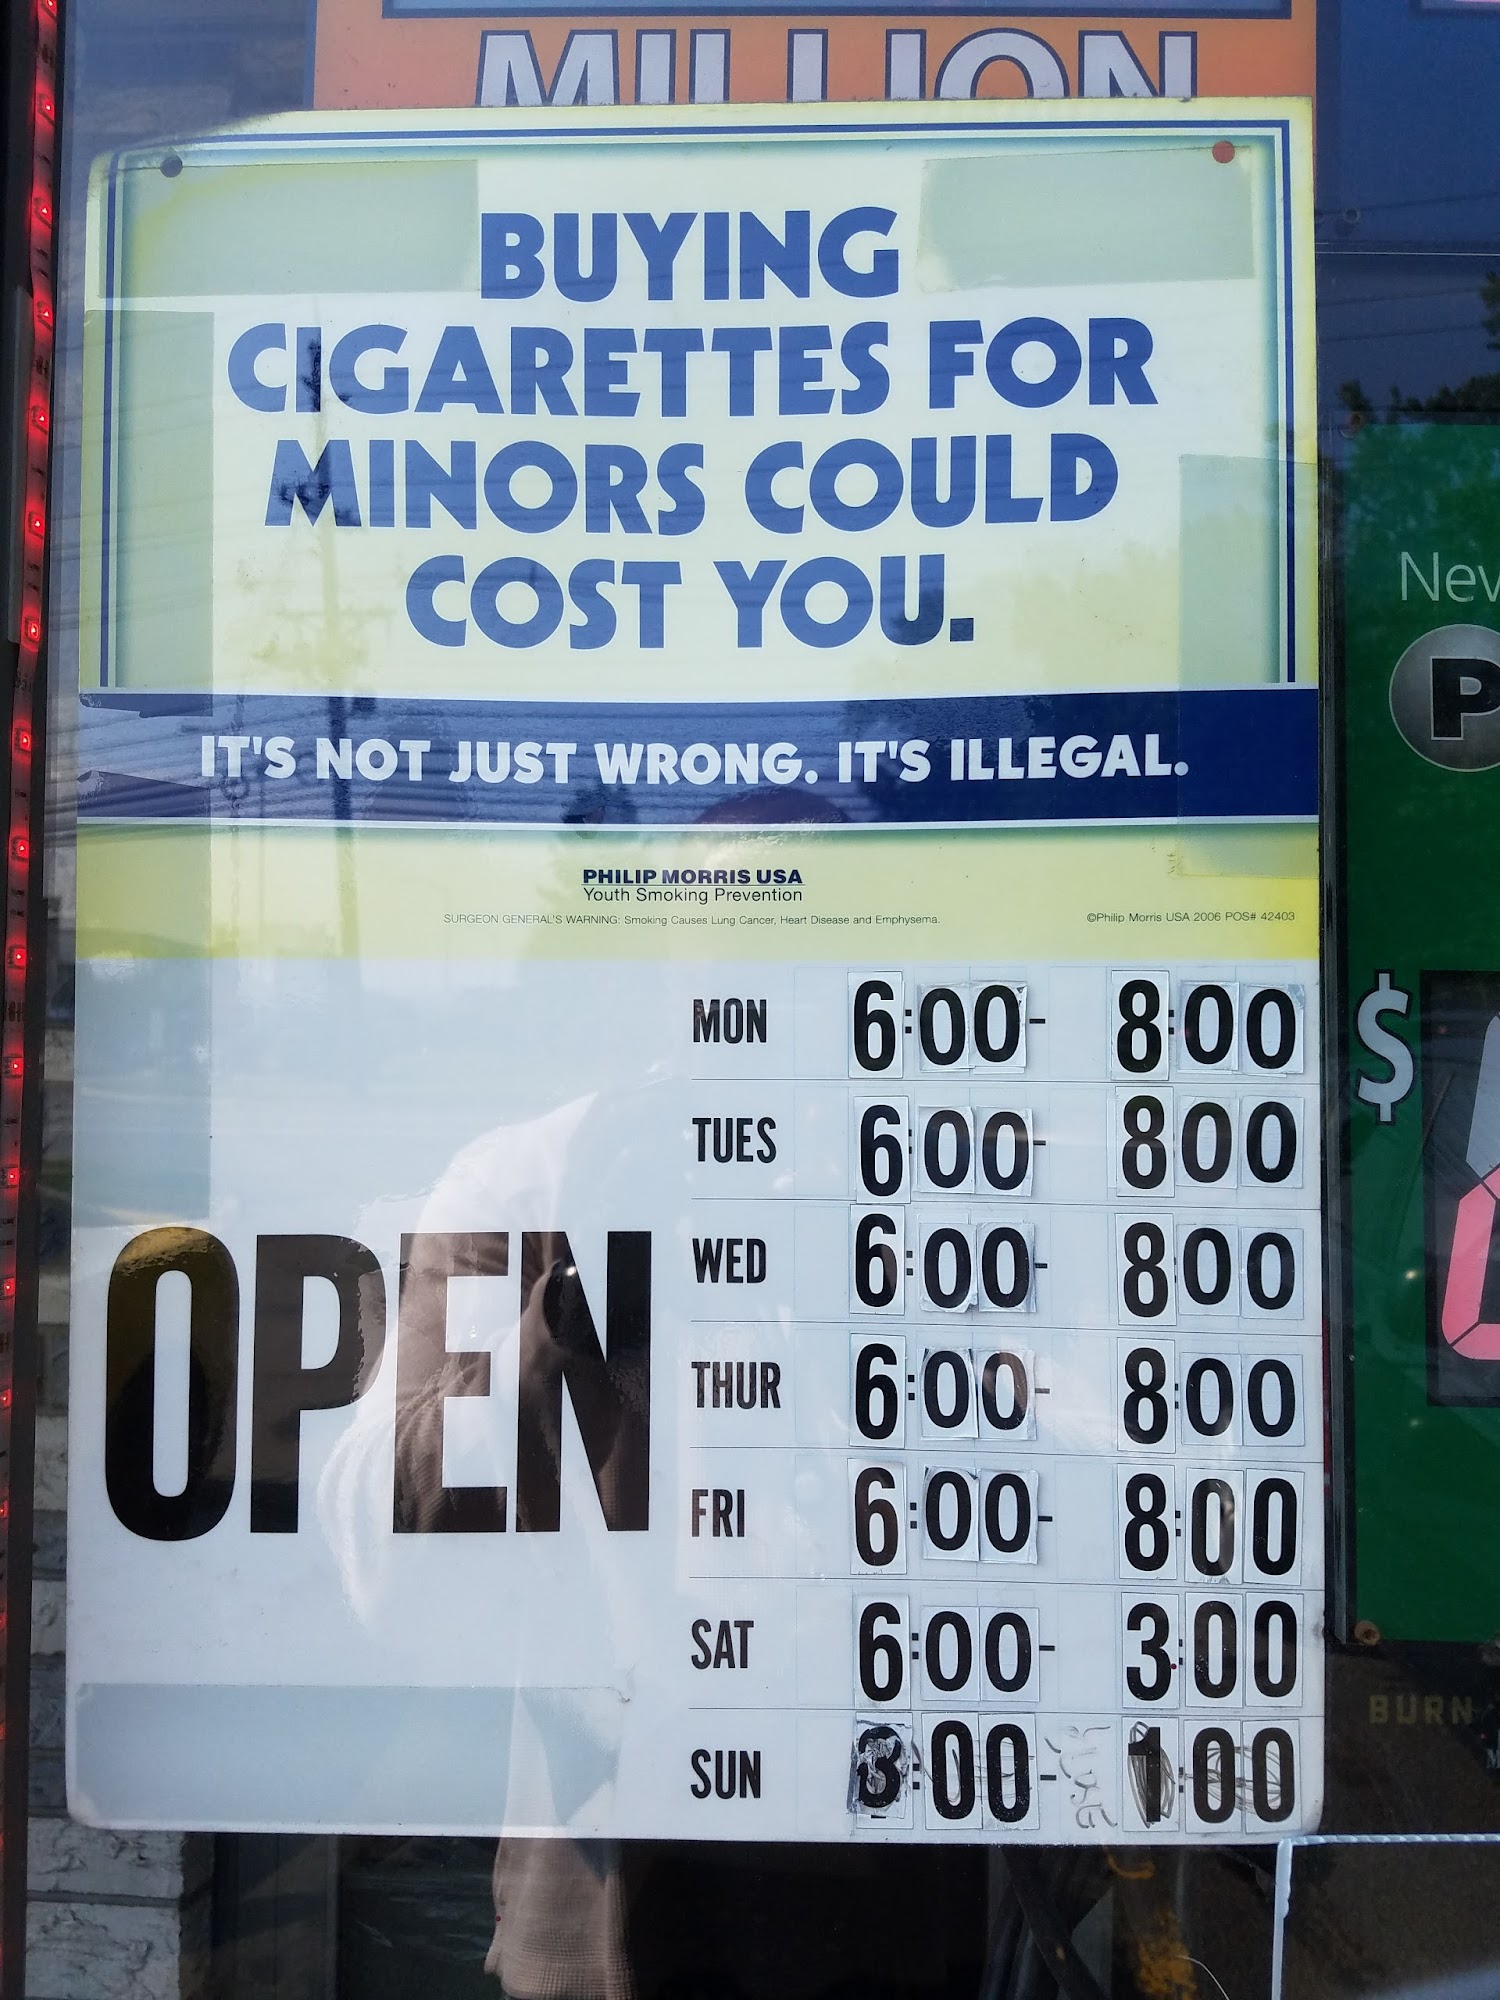 MILLION
BUYING
CIGARETTES FOR
MINORS COULD
COST YOU.
IT'S NOT JUST WRONG. IT'S ILLEGAL.
PHILIP MORRIS USA
Youth Smoking Prevention
SURGEON GENERAL'S WARNING: Smoking Causes Lung Cancer, Heart Disease and Emphysema.
©Philip Morris USA 2006 POS# 42403
OPEN
MON 6:00- 8:00
TUES 6:00- 8:00
WED 6:00- 8:00
THUR 6:00- 8:00
FRI 6:00- 8:00
SAT 6:00- 3:00
SUN :00- 1:00
P
$
BURN